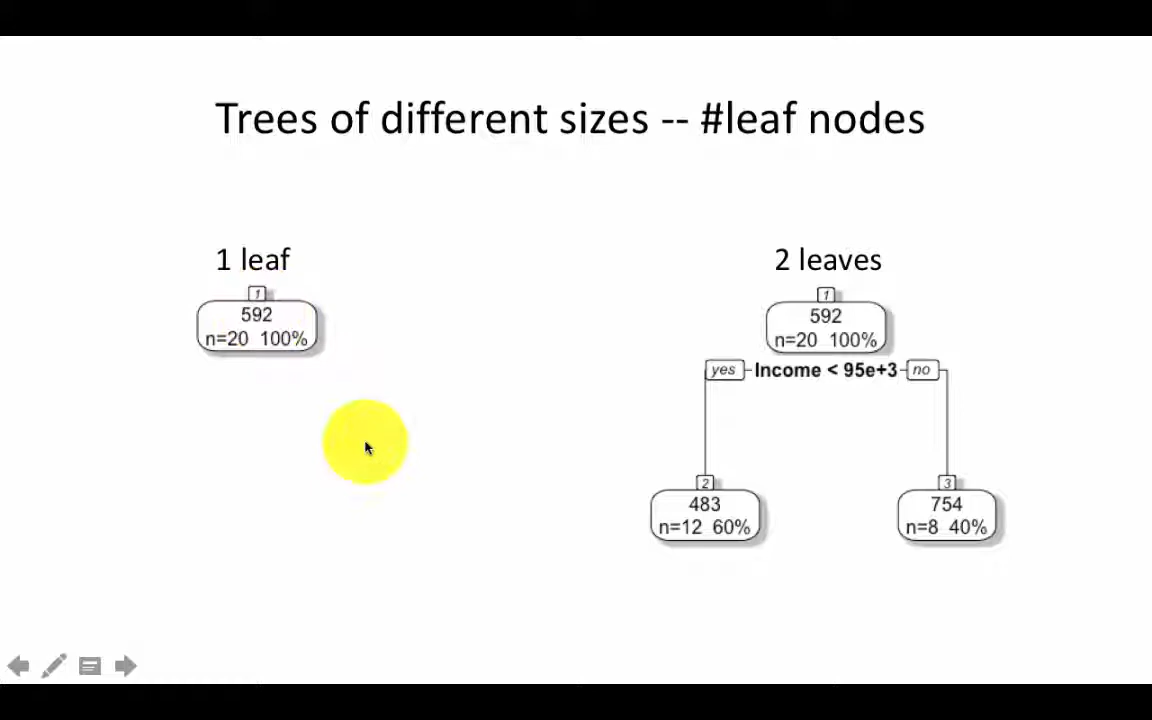 Trees of different sizes -- #leaf nodes
1 leaf
1
592
n=20 100%
2 leaves
1
592
n=20 100%
yes Income < 95e+3 no
2
483
n=12 60%
3
754
n=8 40%